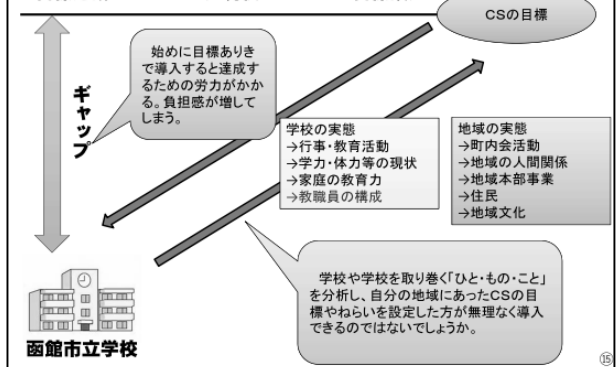 CSの目標
始めに目標ありき
で導入すると達成す
るための労力がかか
る。負担感が増して
しまう。
ギャップ
学校の実態
→行事・教育活動
→学力・体力等の現状
→家庭の教育力
→教職員の構成
地域の実態
→町内会活動
→地域の人間関係
→地域本部事業
→住民
→地域文化
学校や学校を取り巻く「ひと・もの・こと」
を分析し、自分の地域にあったCSの目
標やねらいを設定した方が無理なく導入
できるのではないでしょうか。
函館市立学校
⑮